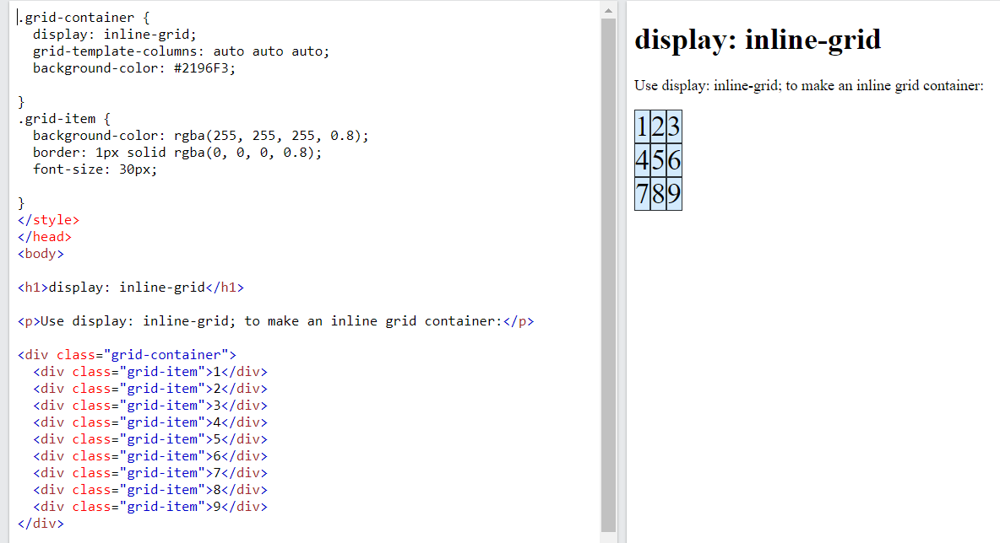 .grid-container {
  display: inline-grid;
  grid-template-columns: auto auto auto;
  background-color: #2196F3;

}
.grid-item {
  background-color: rgba(255, 255, 255, 0.8);
  border: 1px solid rgba(0, 0, 0, 0.8);
  font-size: 30px;

}
</style>
</head>
<body>

<h1>display: inline-grid</h1>

<p>Use display: inline-grid; to make an inline grid container:</p>

<div class="grid-container">
  <div class="grid-item">1</div>
  <div class="grid-item">2</div>
  <div class="grid-item">3</div>
  <div class="grid-item">4</div>
  <div class="grid-item">5</div>
  <div class="grid-item">6</div>
  <div class="grid-item">7</div>
  <div class="grid-item">8</div>
  <div class="grid-item">9</div>
</div>

display: inline-grid
Use display: inline-grid; to make an inline grid container:
1 2 3
4 5 6
7 8 9